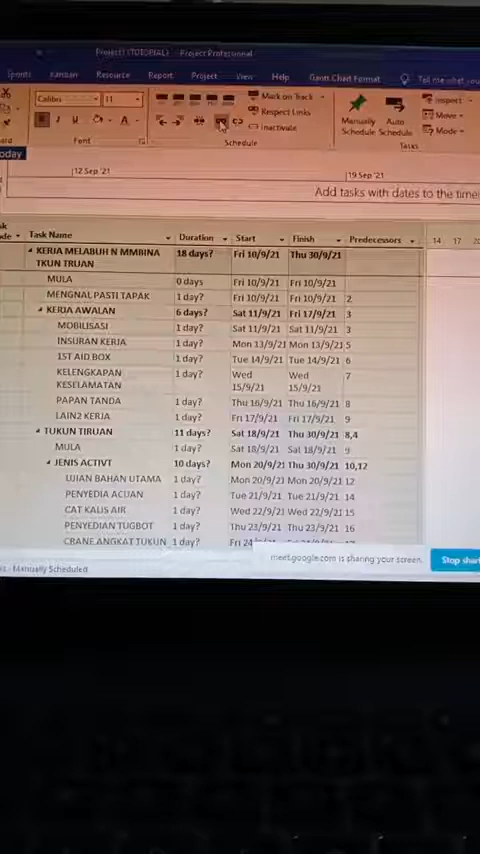 Project1 (TUTORIAL) - Project Professional
Sports Kanban Resource Report Project View Help Gantt Chart Format Tell me what you
Calibri 11
B I U A
Font
Mark on Track
Respect Links
Inactivate
Schedule
Manually Schedule
Auto Schedule
Inspect
Move
Mode
Tasks
oday
12 Sep '21
19 Sep '21
Add tasks with dates to the time
Task Name Duration Start Finish Predecessors 14 17 20
KERJA MELABUH N MMBINA TKUN TRUAN 18 days? Fri 10/9/21 Thu 30/9/21
MULA 0 days Fri 10/9/21 Fri 10/9/21
MENGNAL PASTI TAPAK 1 day? Fri 10/9/21 Fri 10/9/21 2
KERJA AWALAN 6 days? Sat 11/9/21 Fri 17/9/21 3
MOBILISASI 1 day? Sat 11/9/21 Sat 11/9/21 3
INSURAN KERJA 1 day? Mon 13/9/21 Mon 13/9/21 5
1ST AID BOX 1 day? Tue 14/9/21 Tue 14/9/21 6
KELENGKAPAN KESELAMATAN 1 day? Wed 15/9/21 Wed 15/9/21 7
PAPAN TANDA 1 day? Thu 16/9/21 Thu 16/9/21 8
LAIN2 KERJA 1 day? Fri 17/9/21 Fri 17/9/21 9
TUKUN TIRUAN 11 days? Sat 18/9/21 Thu 30/9/21 8,4
MULA 1 day? Sat 18/9/21 Sat 18/9/21 9
JENIS ACTIVT 10 days? Mon 20/9/21 Thu 30/9/21 10,12
UJIAN BAHAN UTAMA 1 day? Mon 20/9/21 Mon 20/9/21 12
PENYEDIA ACUAN 1 day? Tue 21/9/21 Tue 21/9/21 14
CAT KALIS AIR 1 day? Wed 22/9/21 Wed 22/9/21 15
PENYEDIAN TUGBOT 1 day? Thu 23/9/21 Thu 23/9/21 16
CRANE ANGKAT TUKUN 1 day? Fri 24
meet.google.com is sharing your screen.
Stop shar
s : Manually Scheduled